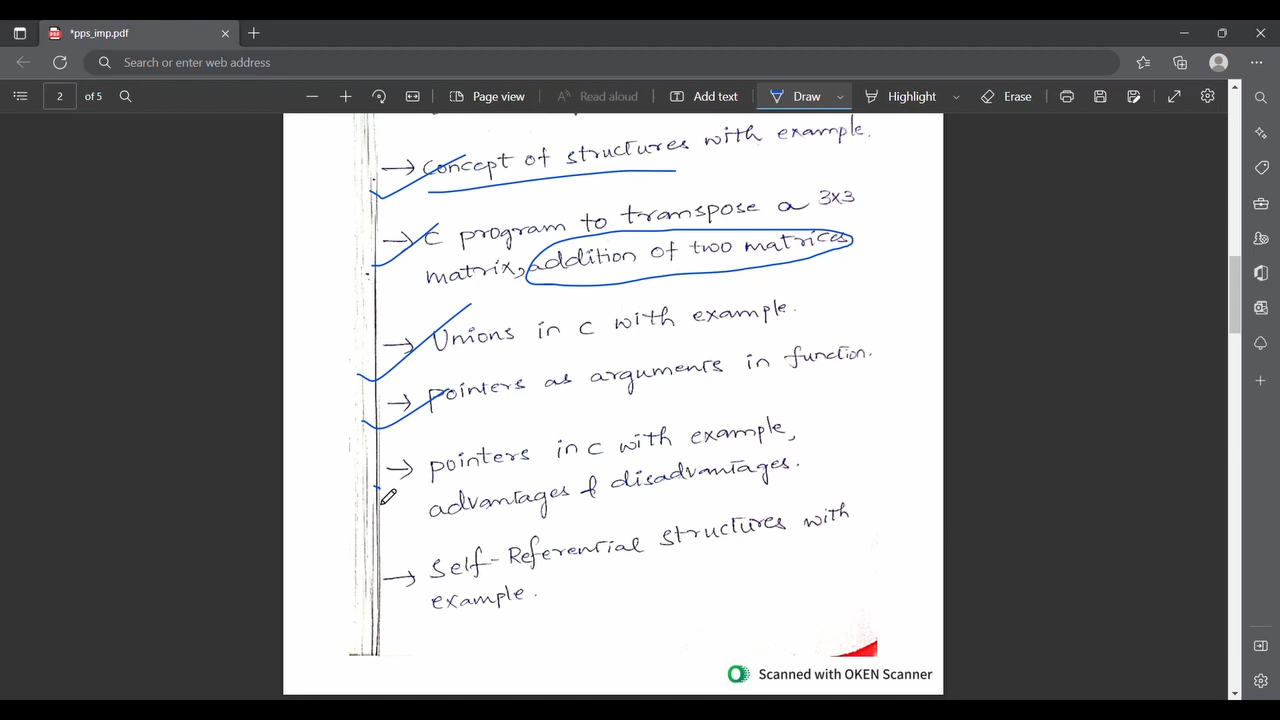 *pps_imp.pdf
Search or enter web address
2 of 5 Page view Read aloud Add text Draw Highlight Erase
→ Concept of structures with example.
→ C program to transpose a 3x3
matrix, addition of two matrices
→ Unions in C with example.
→ pointers as arguments in function.
→ pointers in C with example,
advantages & disadvantages.
→ Self-Referential structures with
example.
Scanned with OKEN Scanner